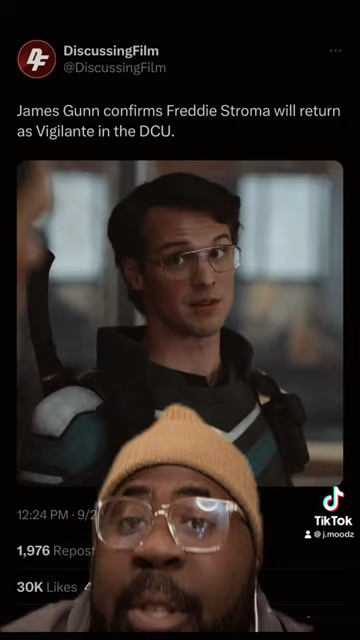 DF
DiscussingFilm
@DiscussingFilm
James Gunn confirms Freddie Stroma will return
as Vigilante in the DCU.
12:24 PM · 9/2
1,976 Repost
30K Likes
TikTok
@ j.moodz